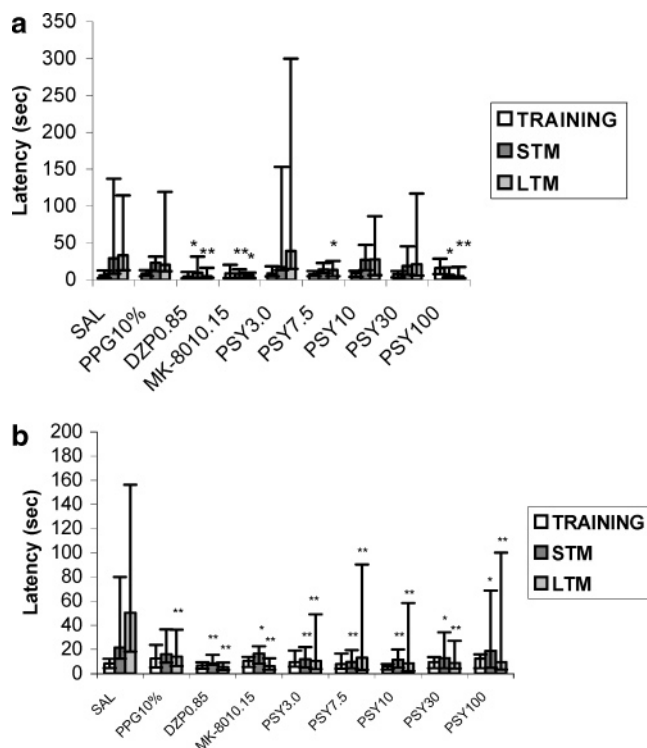 a
350
300
250
200
150
100
50
0
Latency (sec)
* ** ** * * * **
SAL
PPG10%
DZP0.85
MK-8010.15
PSY3.0
PSY7.5
PSY10
PSY30
PSY100
TRAINING
STM
LTM
b
200
180
160
140
120
100
80
60
40
20
0
Latency (sec)
** ** ** * ** ** ** ** ** ** ** * ** * **
SAL
PPG10%
DZP0.85
MK-8010.15
PSY3.0
PSY7.5
PSY10
PSY30
PSY100
TRAINING
STM
LTM